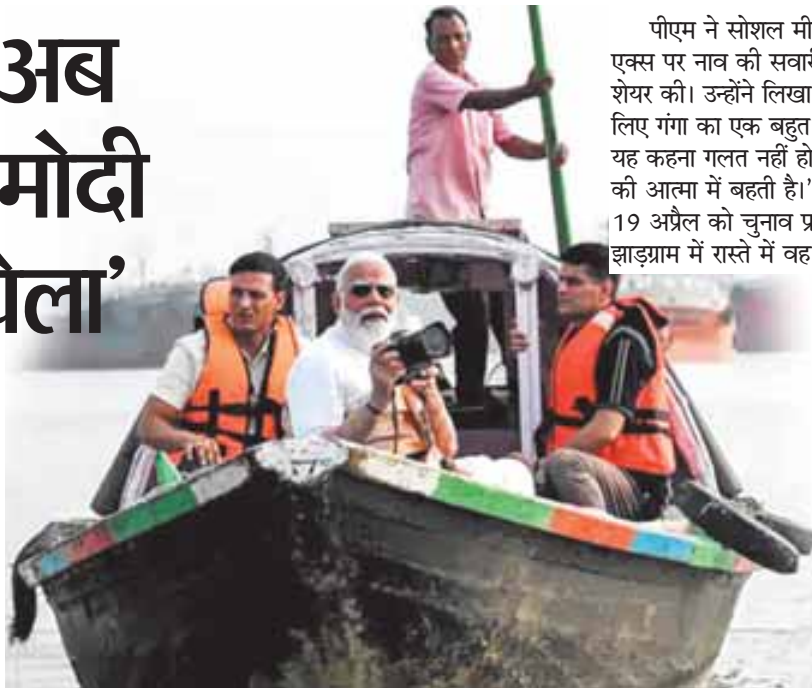 अब
मोदी
पीएम ने सोशल मी
एक्स पर नाव की सवारी
शेयर की। उन्होंने लिखा
लिए गंगा का एक बहुत
यह कहना गलत नहीं हो
की आत्मा में बहती है।'
19 अप्रैल को चुनाव प्र
झाड़ग्राम में रास्ते में वह